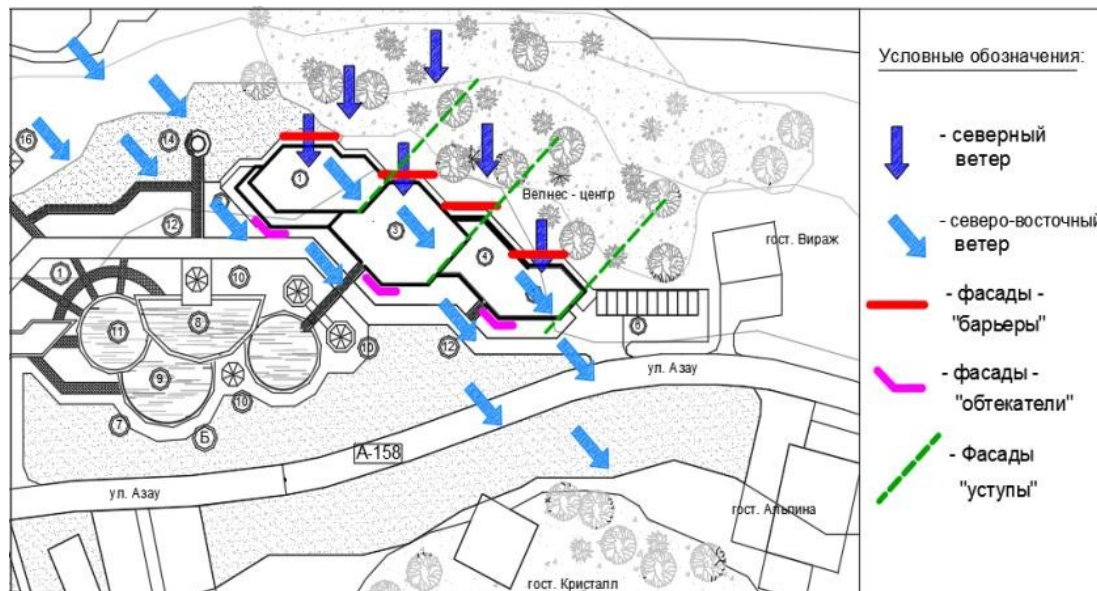 Условные обозначения:
- северный
ветер
- северо-восточный
ветер
- фасады -
"барьеры"
- фасады -
"обтекатели"
- Фасады
"уступы"
16
14
1
3
4
12
1
10
8
11
9
10
10
12
6
7
Б
Велнес - центр
гост. Вираж
ул. Азау
А-158
ул. Азау
гост. Альпина
гост. Кристалл